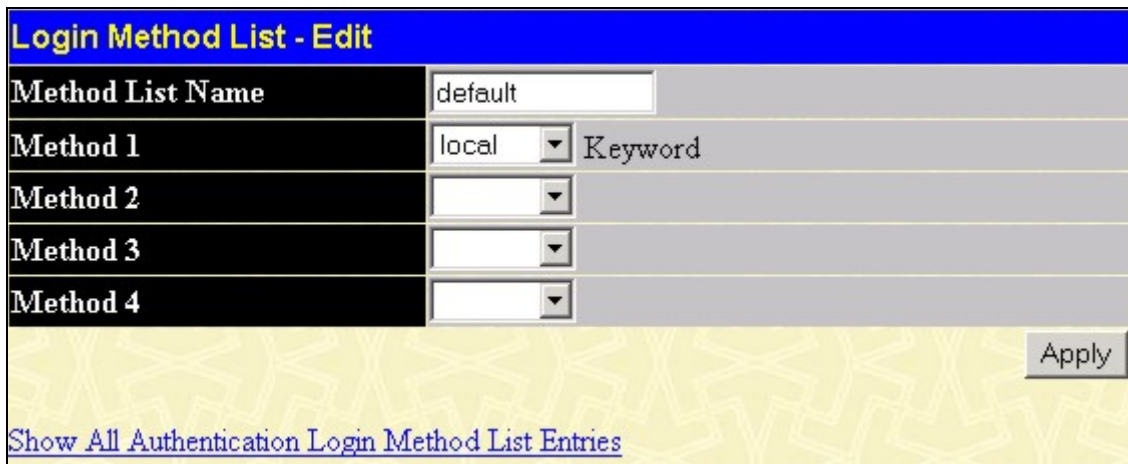 Login Method List - Edit
Method List Name default
Method 1 local Keyword
Method 2
Method 3
Method 4
Apply
Show All Authentication Login Method List Entries